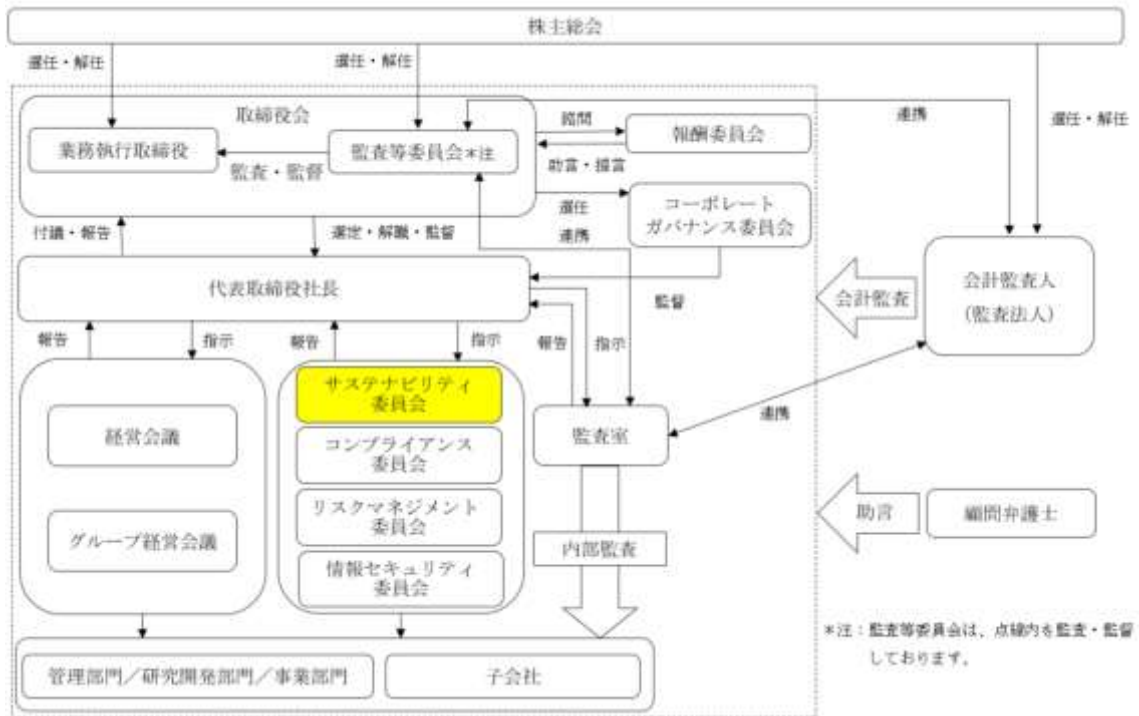 株主総会
選任・解任
選任・解任
選任・解任
取締役会
業務執行取締役
監査等委員会*注
監査・監督
諮問
助言・提言
報酬委員会
連携
選任
コーポレート
ガバナンス委員会
付議・報告
選定・解職・監督
連携
代表取締役社長
監督
会計監査
会計監査人
(監査法人)
報告
指示
報告
指示
報告
指示
サステナビリティ
委員会
経営会議
コンプライアンス
委員会
監査室
連携
リスクマネジメント
委員会
グループ経営会議
情報セキュリティ
委員会
内部監査
助言
顧問弁護士
管理部門/研究開発部門/事業部門
子会社
*注:監査等委員会は、点線内を監査・監督
しております。